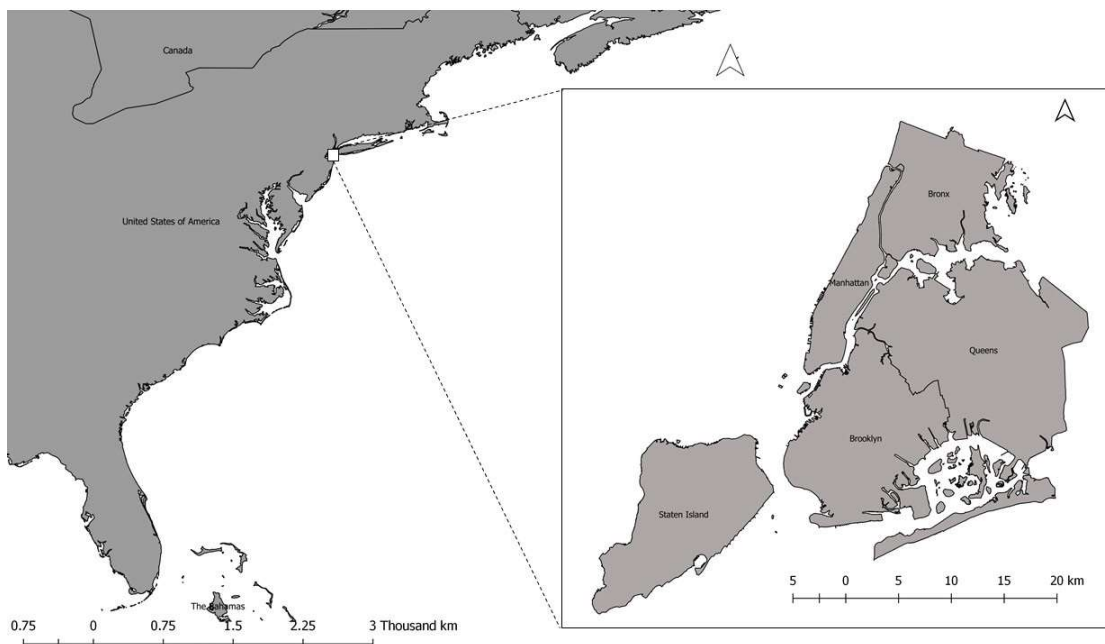 Canada
United States of America
The Bahamas
0.75 0 0.75 1.5 2.25 3 Thousand km
Bronx
Manhattan
Queens
Brooklyn
Staten Island
5 0 5 10 15 20 km